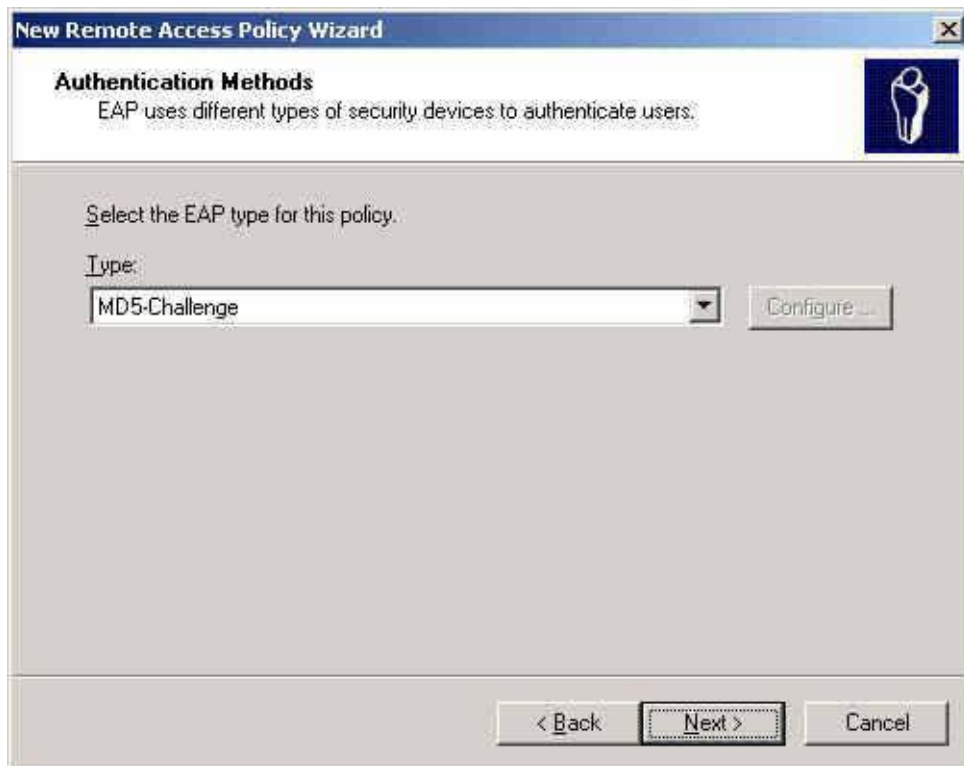 New Remote Access Policy Wizard
Authentication Methods
EAP uses different types of security devices to authenticate users.
Select the EAP type for this policy.
Type:
MD5-Challenge
Configure ...
< Back
Next >
Cancel